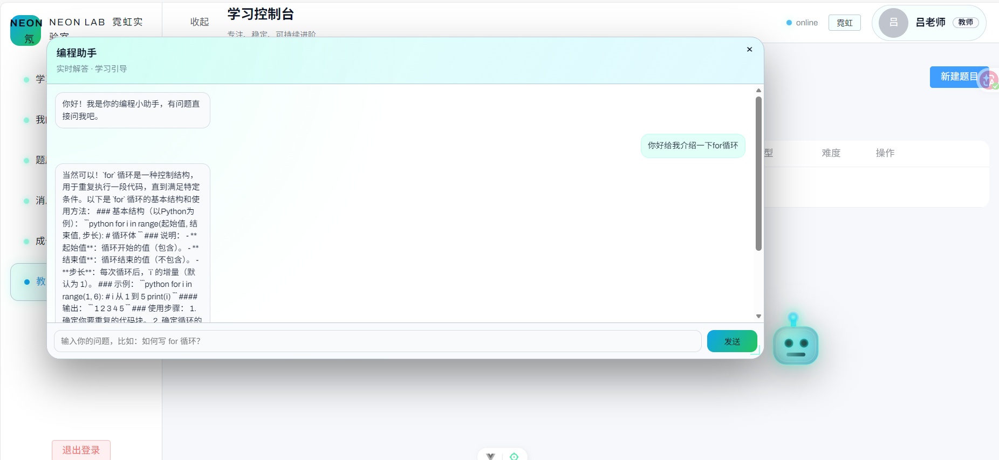 NEON
氖
NEON LAB 霓虹实
验室
收起
学习控制台
专注、稳定、可持续进阶
online
霓虹
吕
吕老师
教师
编程助手
实时解答 · 学习引导
×
学
我
题
消
成
教
新建题目
型
难度
操作
你好！我是你的编程小助手，有问题直
接问我吧。
你好给我介绍一下for循环
当然可以！`for` 循环是一种控制结构，
用于重复执行一段代码，直到满足特定
条件。以下是 `for` 循环的基本结构和使
用方法： ### 基本结构（以Python为
例）： ```python for i in range(起始值, 结
束值, 步长): # 循环体 ``` ### 说明： - **
起始值**：循环开始的值（包含）。 - **
结束值**：循环结束的值（不包含）。 -
**步长**：每次循环后，`i` 的增量（默
认为 1）。 ### 示例： ```python for i in
range(1, 6): # i 从 1 到 5 print(i) ``` ####
输出： ``` 1 2 3 4 5 ``` ### 使用步骤： 1.
确定你要重复的代码块。 2. 确定循环的
输入你的问题，比如：如何写 for 循环？
发送
退出登录